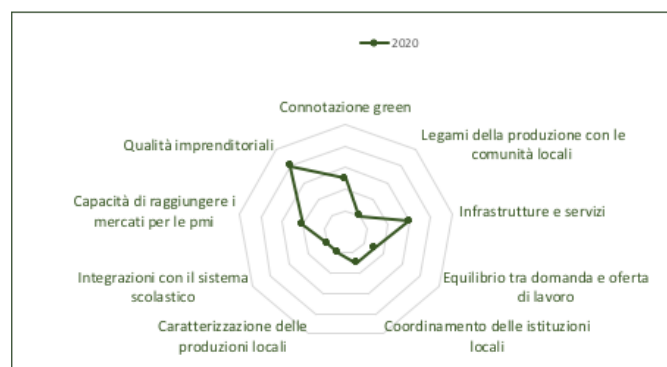 2020
Connotazione green
Legami della produzione con le
comunità locali
Infrastrutture e servizi
Equilibrio tra domanda e oferta
di lavoro
Coordinamento delle istituzioni
locali
Caratterizzazione delle
produzioni locali
Integrazioni con il sistema
scolastico
Capacità di raggiungere i
mercati per le pmi
Qualità imprenditoriali